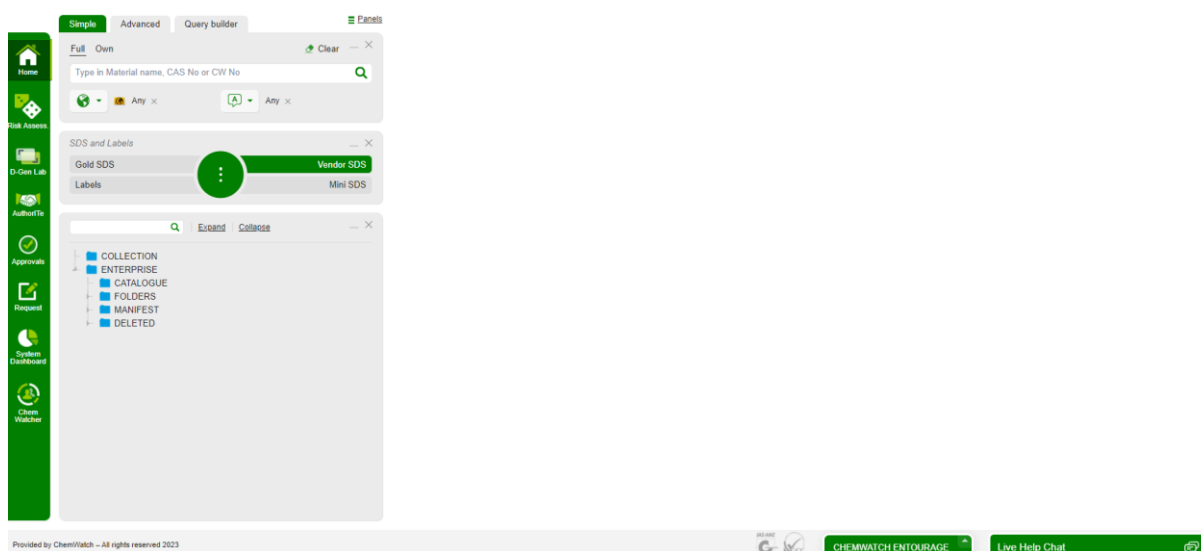 Simple Advanced Query builder Panels
Full Own Clear
Type in Material name, CAS No or CW No
Any Any
SDS and Labels
Gold SDS Vendor SDS
Labels Mini SDS
Expand Collapse
COLLECTION
ENTERPRISE
CATALOGUE
FOLDERS
MANIFEST
DELETED
Home
Risk Assess
D-Gen Lab
AuthorITe
Approvals
Request
System
Dashboard
Chem
Watcher
Provided by ChemWatch – All rights reserved 2023
CHEMWATCH ENTOURAGE
Live Help Chat